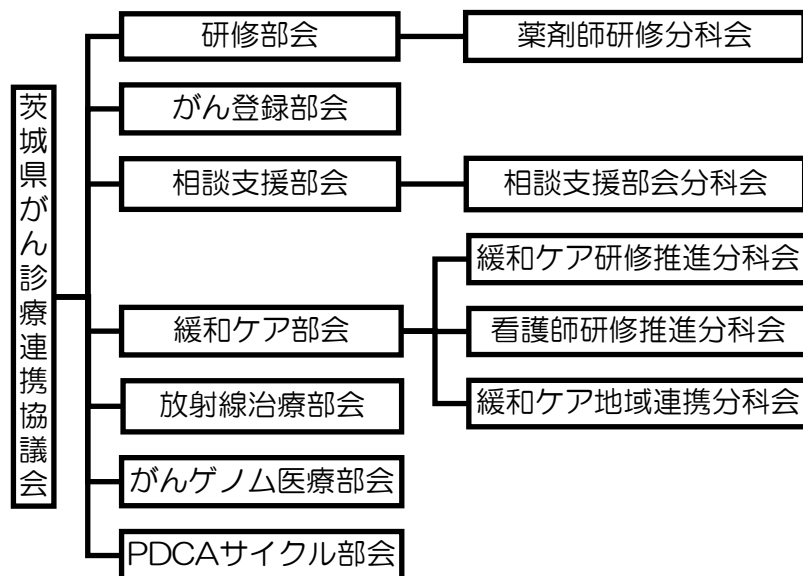 茨城県がん診療連携協議会
研修部会
薬剤師研修分科会
がん登録部会
相談支援部会
相談支援部会分科会
緩和ケア部会
緩和ケア研修推進分科会
看護師研修推進分科会
緩和ケア地域連携分科会
放射線治療部会
がんゲノム医療部会
PDCAサイクル部会